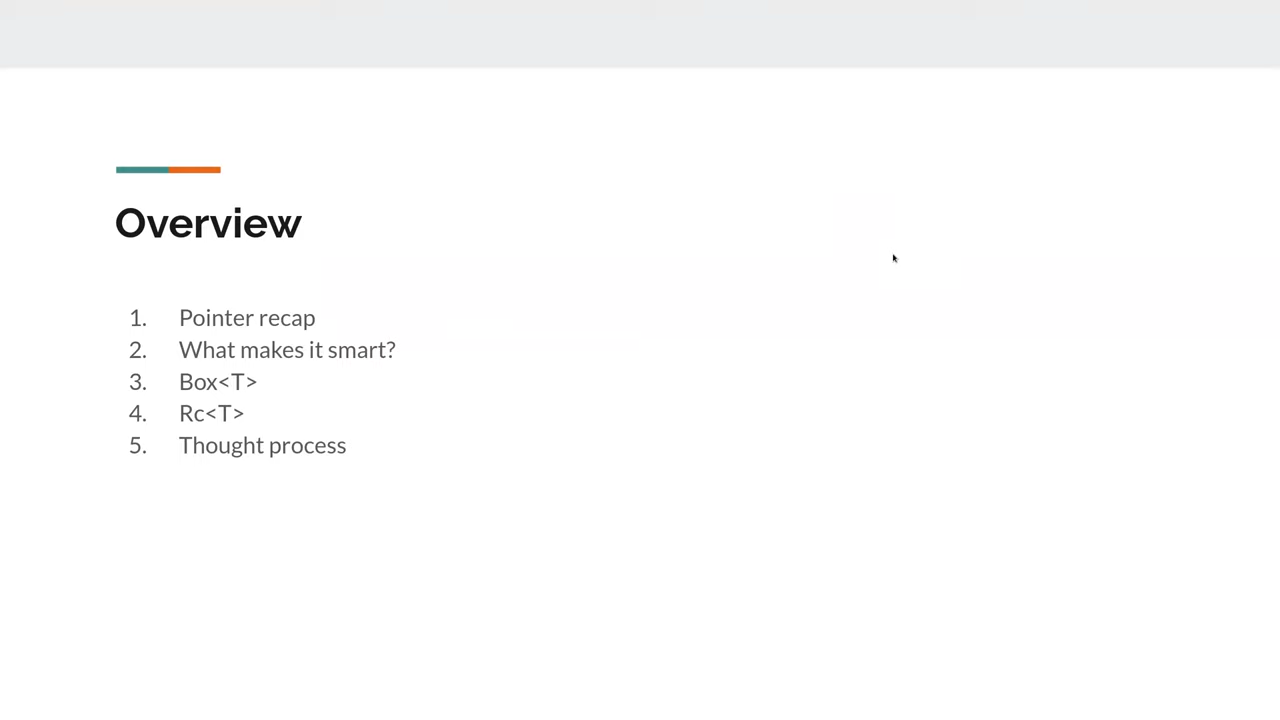 Overview
1. Pointer recap
2. What makes it smart?
3. Box<T>
4. Rc<T>
5. Thought process